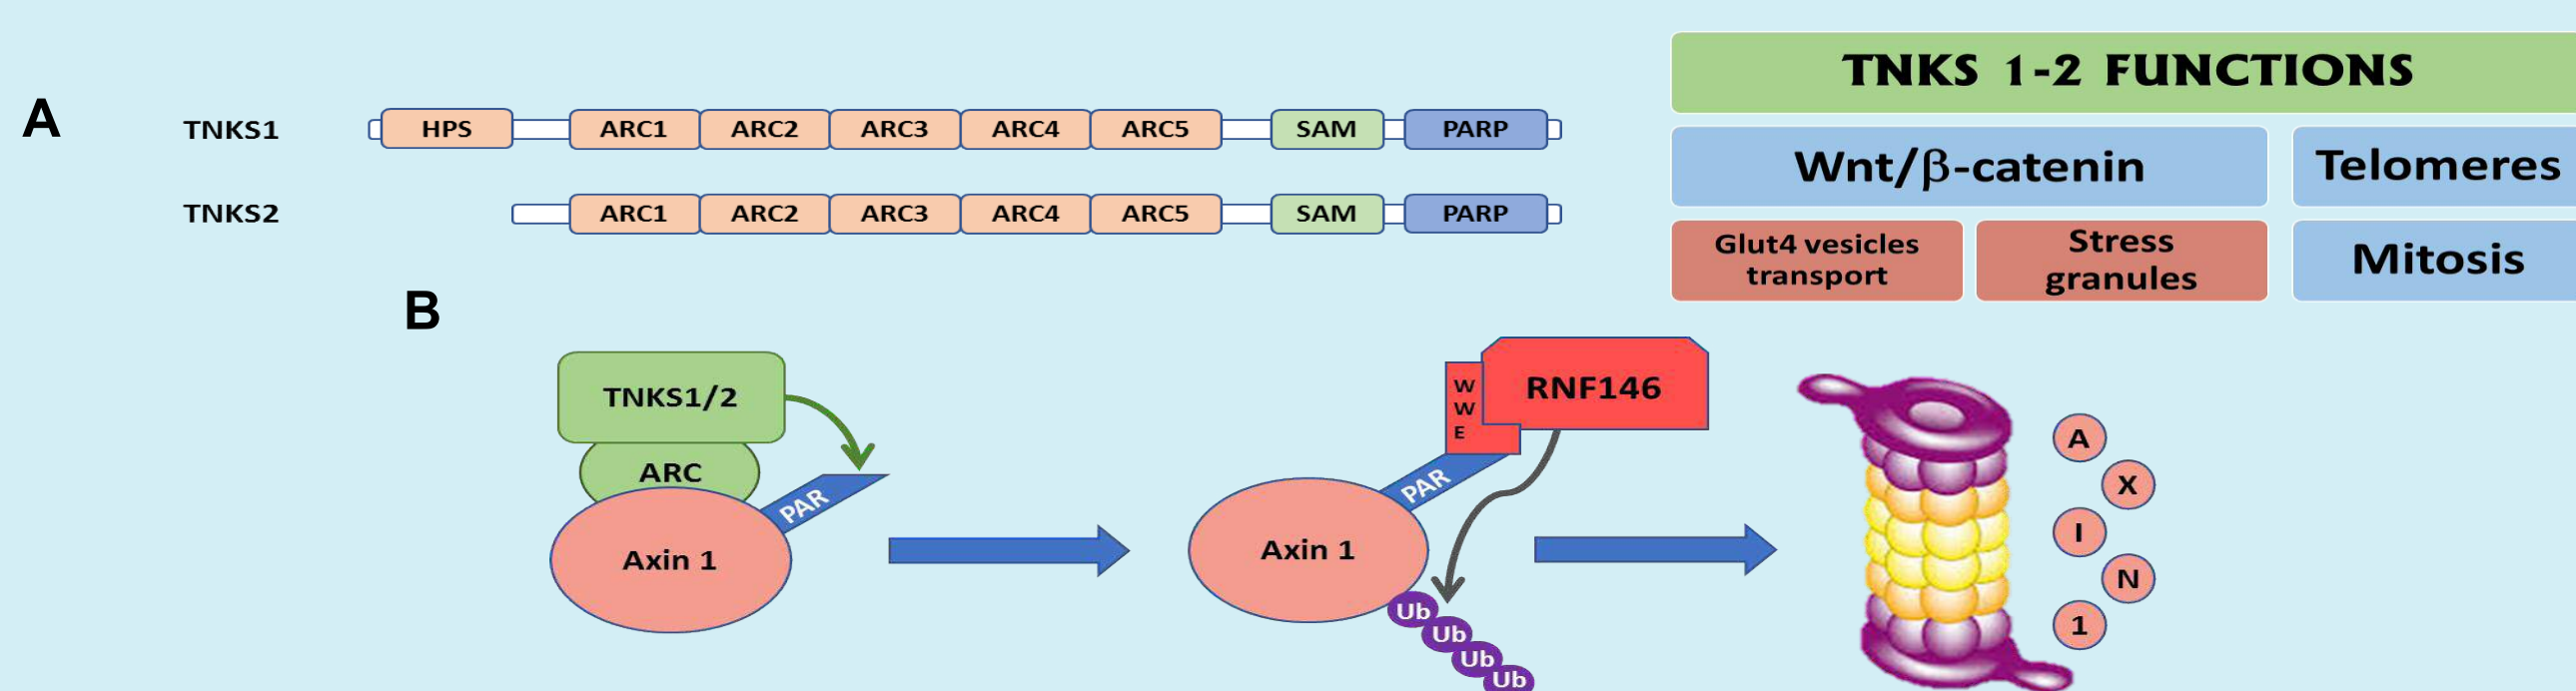 A
TNKS1
HPS
ARC1
ARC2
ARC3
ARC4
ARC5
SAM
PARP
TNKS2
ARC1
ARC2
ARC3
ARC4
ARC5
SAM
PARP
TNKS 1-2 FUNCTIONS
Wnt/β-catenin
Telomeres
Glut4 vesicles
transport
Stress
granules
Mitosis
B
TNKS1/2
ARC
PAR
Axin 1
W
W
E
RNF146
PAR
Axin 1
Ub
Ub
Ub
Ub
A
X
I
N
1